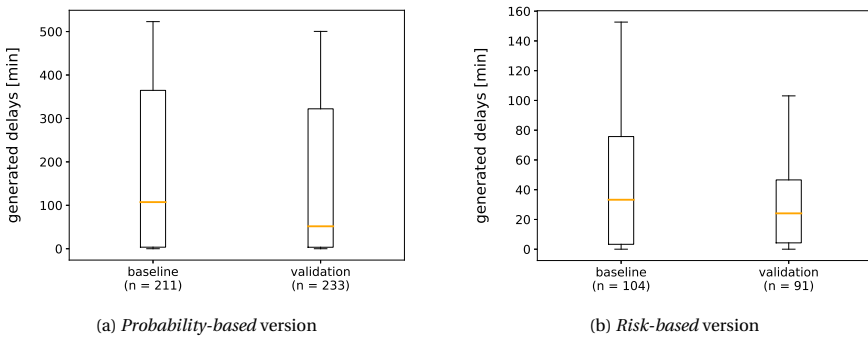 generated delays [min]
500
400
300
200
100
0
baseline
(n = 211)
validation
(n = 233)
(a) Probability-based version
generated delays [min]
160
140
120
100
80
60
40
20
0
baseline
(n = 104)
validation
(n = 91)
(b) Risk-based version